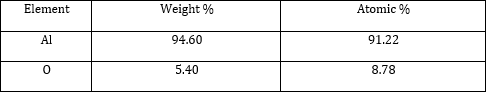 Element Weight % Atomic %
Al 94.60 91.22
O 5.40 8.78